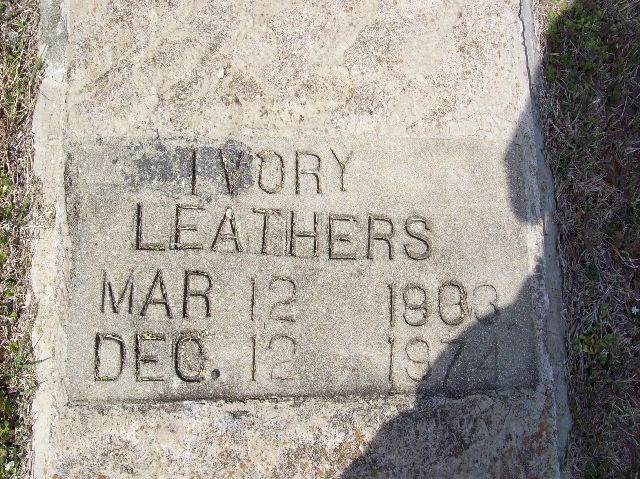 IVORY
LEATHERS
MAR 12 1903
DEC. 12 1974